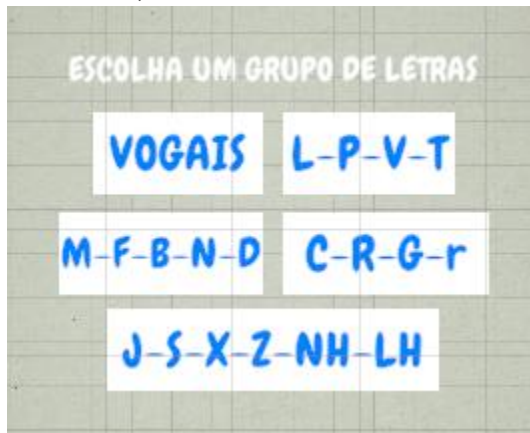 ESCOLHA UM GRUPO DE LETRAS
VOGAIS L-P-V-T
M-F-B-N-D C-R-G-r
J-S-X-Z-NH-LH